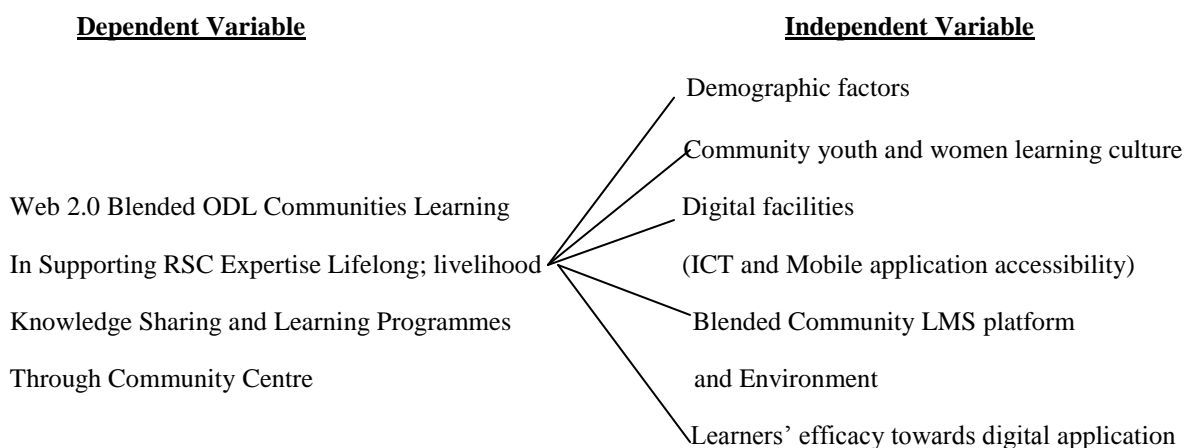 Dependent Variable
Independent Variable
Demographic factors
Community youth and women learning culture
Web 2.0 Blended ODL Communities Learning
Digital facilities
In Supporting RSC Expertise Lifelong; livelihood
(ICT and Mobile application accessibility)
Knowledge Sharing and Learning Programmes
Blended Community LMS platform
Through Community Centre
and Environment
Learners’ efficacy towards digital application